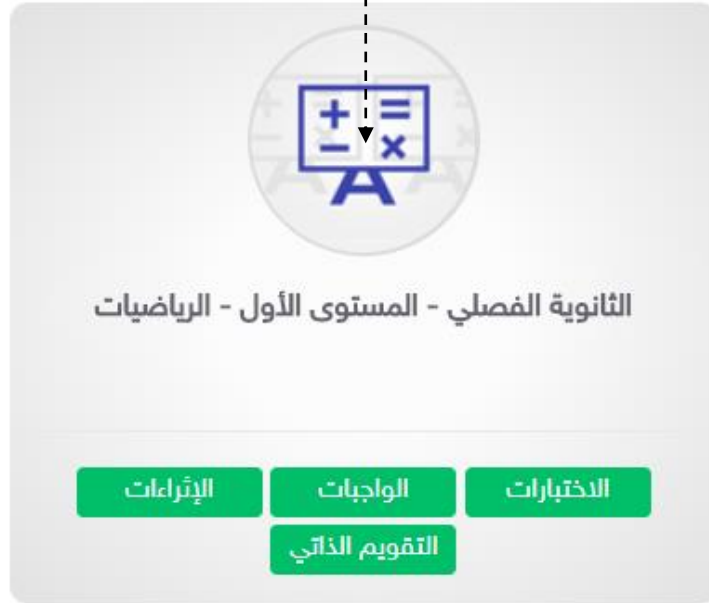 الثانوية الفصلي - المستوى الأول - الرياضيات
الاختبارات الواجبات الإثراءات
التقويم الذاتي